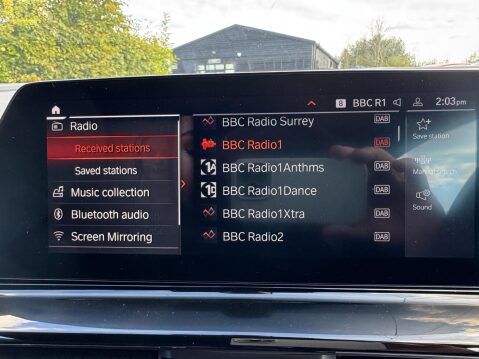 8 BBC R1 2:03pm
Radio
Received stations
Saved stations
Music collection
Bluetooth audio
Screen Mirroring
BBC Radio Surrey DAB
BBC Radio1 DAB
BBC Radio1Anthms DAB
BBC Radio1Dance DAB
BBC Radio1Xtra DAB
BBC Radio2 DAB
Save station
Manual search
Sound